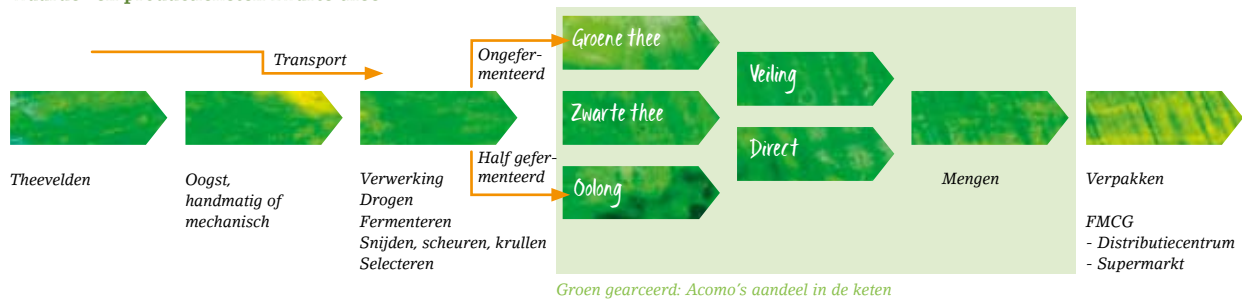 Transport
Ongefer-
menteerd
Groene thee
Zwarte thee
Half gefer-
menteerd
Oolong
Veiling
Direct
Theevelden
Oogst,
handmatig of
mechanisch
Verwerking
Drogen
Fermenteren
Snijden, scheuren, krullen
Selecteren
Mengen
Verpakken
FMCG
- Distributiecentrum
- Supermarkt
Groen gearceerd: Acomo's aandeel in de keten